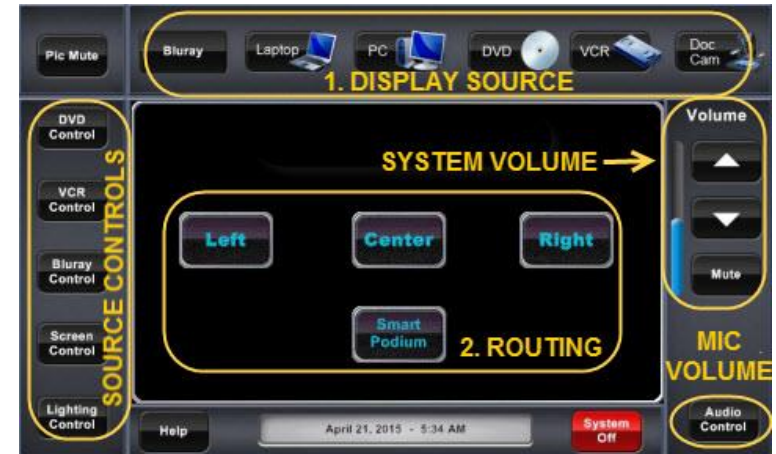 Pic Mute
Bluray
Laptop
PC
DVD
VCR
Doc
Cam
1. DISPLAY SOURCE
DVD
Control
VCR
Control
Bluray
Control
Screen
Control
Lighting
Control
SOURCE CONTROLS
SYSTEM VOLUME
Left
Center
Right
Smart
Podium
2. ROUTING
Volume
Mute
MIC
VOLUME
Audio
Control
Help
April 21, 2015 - 5:34 AM
System
Off